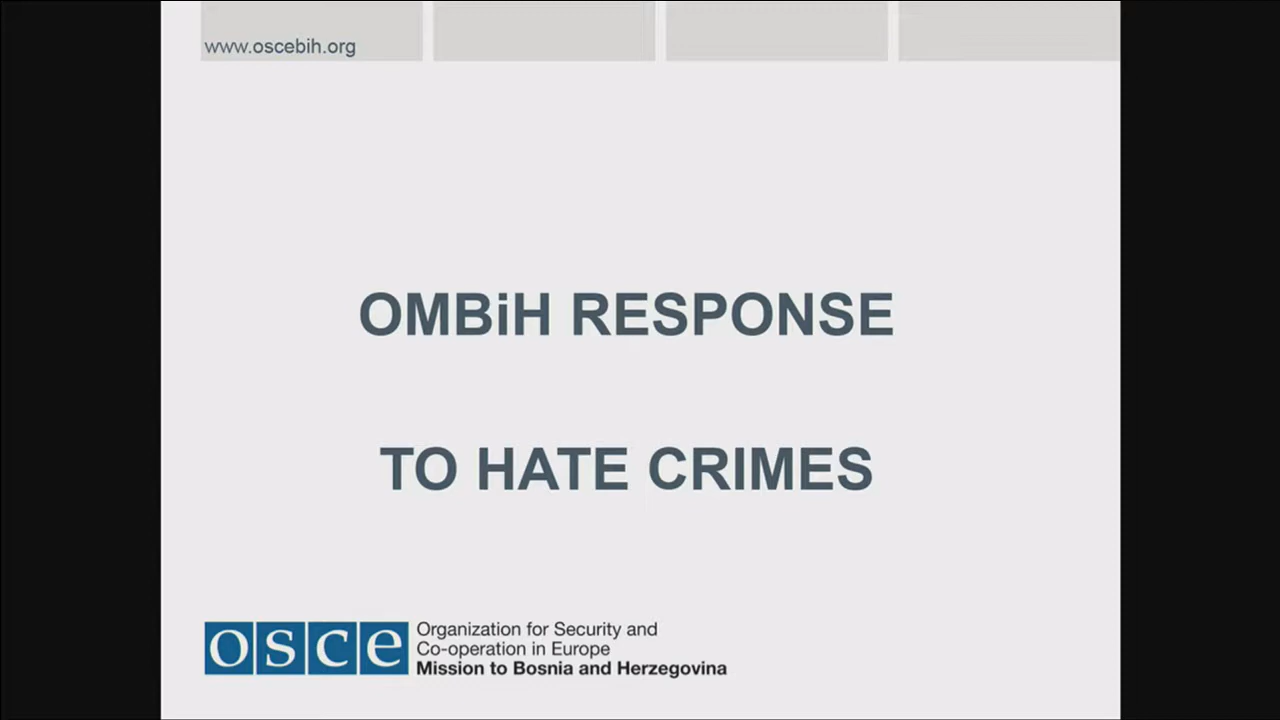 www.oscebih.org
OMBiH RESPONSE
TO HATE CRIMES
osce
Organization for Security and
Co-operation in Europe
Mission to Bosnia and Herzegovina